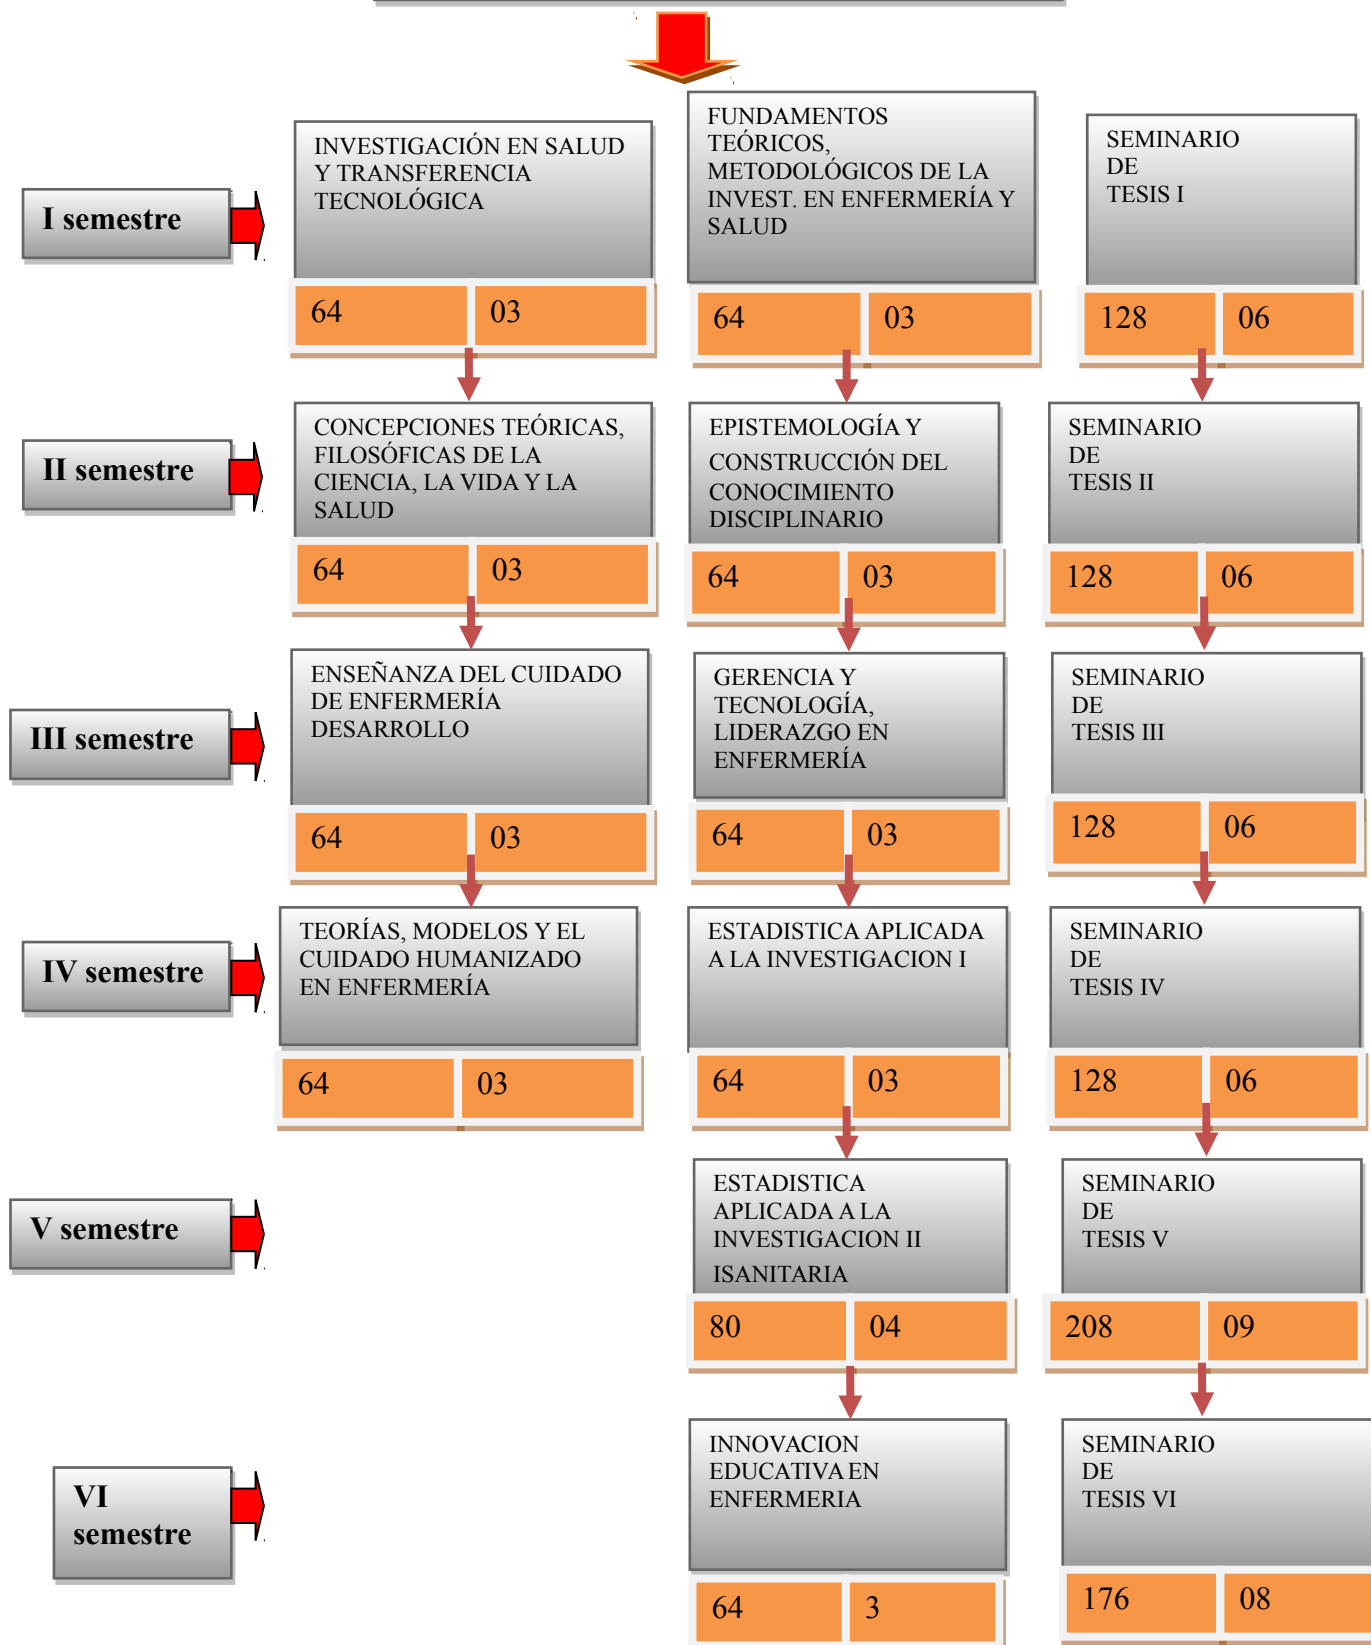 I semestre
INVESTIGACIÓN EN SALUD
Y TRANSFERENCIA
TECNOLÓGICA
64
03
FUNDAMENTOS
TEÓRICOS,
METODOLÓGICOS DE LA
INVEST. EN ENFERMERÍA Y
SALUD
64
03
SEMINARIO
DE
TESIS I
128
06
II semestre
CONCEPCIONES TEÓRICAS,
FILOSÓFICAS DE LA
CIENCIA, LA VIDA Y LA
SALUD
64
03
EPISTEMOLOGÍA Y
CONSTRUCCIÓN DEL
CONOCIMIENTO
DISCIPLINARIO
64
03
SEMINARIO
DE
TESIS II
128
06
III semestre
ENSEÑANZA DEL CUIDADO
DE ENFERMERÍA
DESARROLLO
64
03
GERENCIA Y
TECNOLOGÍA,
LIDERAZGO EN
ENFERMERÍA
64
03
SEMINARIO
DE
TESIS III
128
06
IV semestre
TEORÍAS, MODELOS Y EL
CUIDADO HUMANIZADO
EN ENFERMERÍA
64
03
ESTADISTICA APLICADA
A LA INVESTIGACION I
64
03
SEMINARIO
DE
TESIS IV
128
06
V semestre
ESTADISTICA
APLICADA A LA
INVESTIGACION II
ISANITARIA
80
04
SEMINARIO
DE
TESIS V
208
09
VI
semestre
INNOVACION
EDUCATIVA EN
ENFERMERIA
64
3
SEMINARIO
DE
TESIS VI
176
08